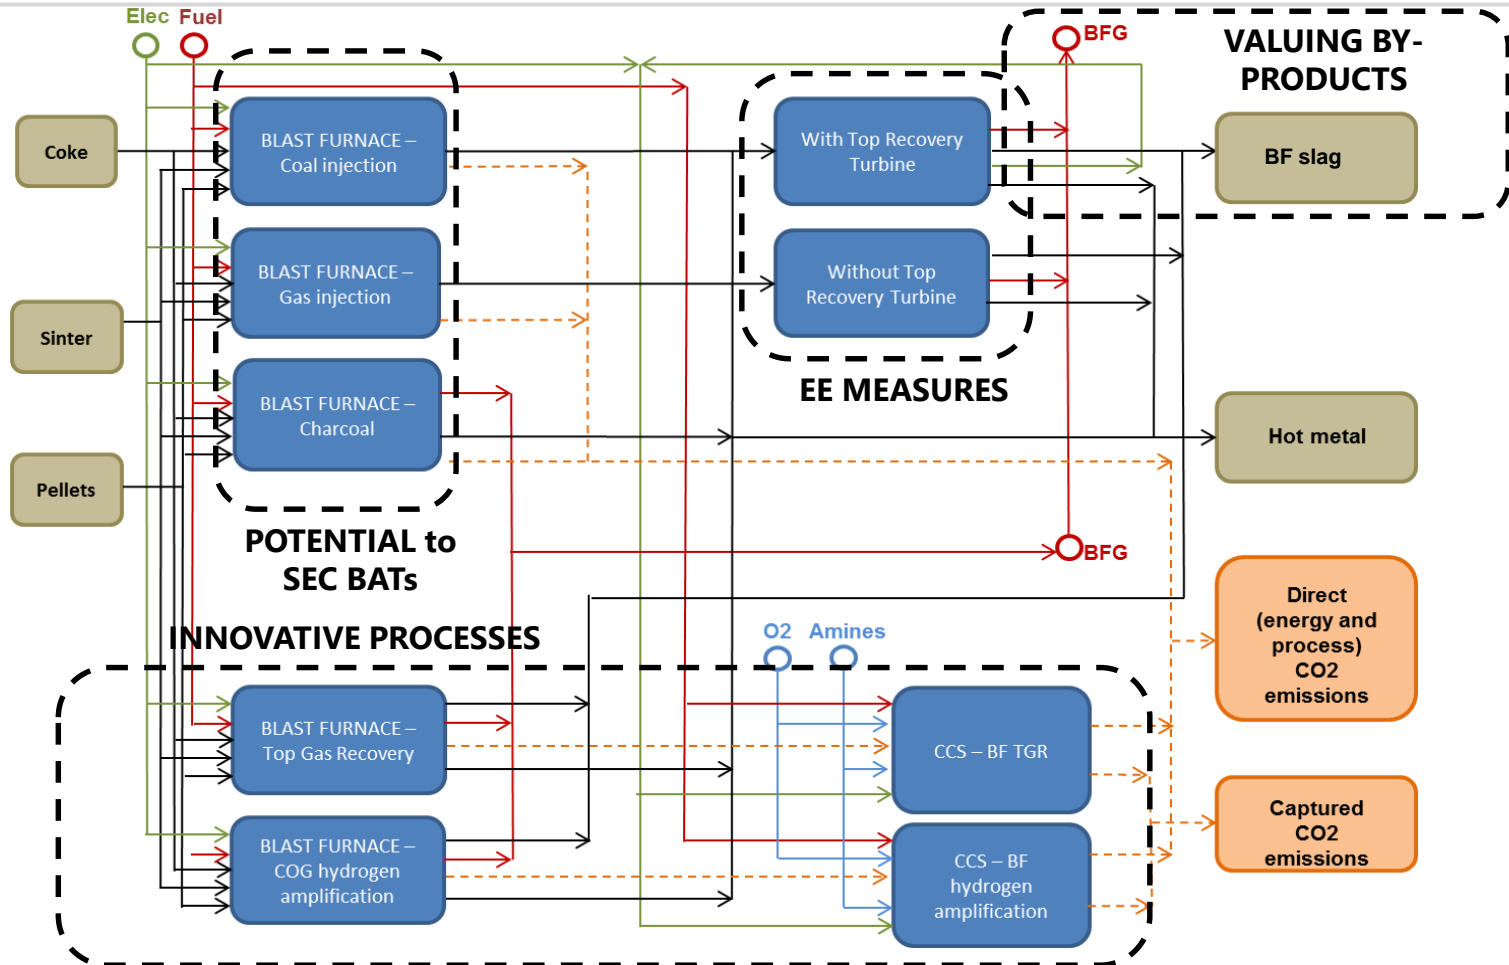 Elec Fuel
BFG
VALUING BY-
PRODUCTS
Coke
BLAST FURNACE –
Coal injection
With Top Recovery
Turbine
BF slag
Sinter
BLAST FURNACE –
Gas injection
Without Top
Recovery Turbine
EE MEASURES
BLAST FURNACE –
Charcoal
Hot metal
Pellets
POTENTIAL to
SEC BATs
BFG
Direct
(energy and
process)
CO2
emissions
INNOVATIVE PROCESSES
O2 Amines
BLAST FURNACE –
Top Gas Recovery
CCS – BF TGR
Captured
CO2
emissions
BLAST FURNACE –
COG hydrogen
amplification
CCS – BF
hydrogen
amplification